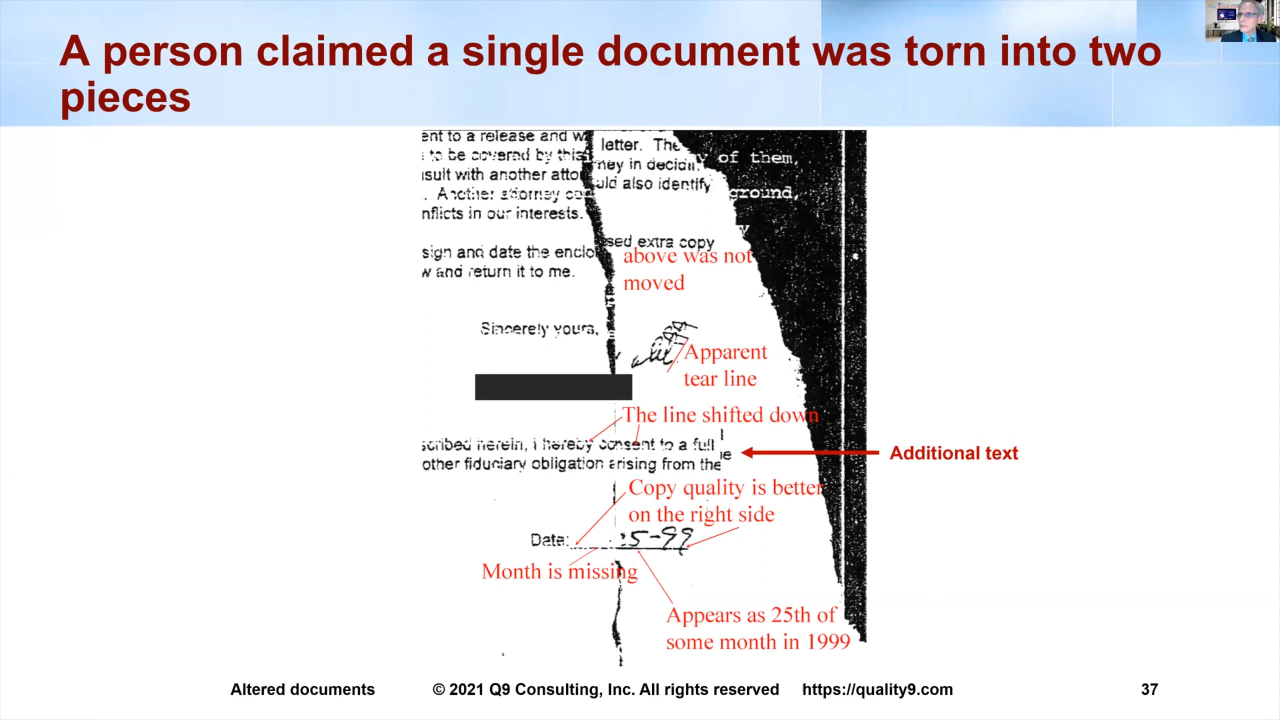 A person claimed a single document was torn into two
pieces
ent to a release and w
letter. The
to be covered by this
ney in decidin
y of them,
sult with another atto
uld also identify
. Another attorney
ground,
nflicts in our interests.
sed extra copy
sign and date the enclo
above was not
w and return it to me.
moved
Sincerely yours,
Apparent
tear line
The line shifted down
scribed herein, I hereby consent to a full
other fiduciary obligation arising from the
e
Additional text
Copy quality is better
on the right side
Date: 25-99
Month is missing
Appears as 25th of
some month in 1999
Altered documents © 2021 Q9 Consulting, Inc. All rights reserved https://quality9.com 37